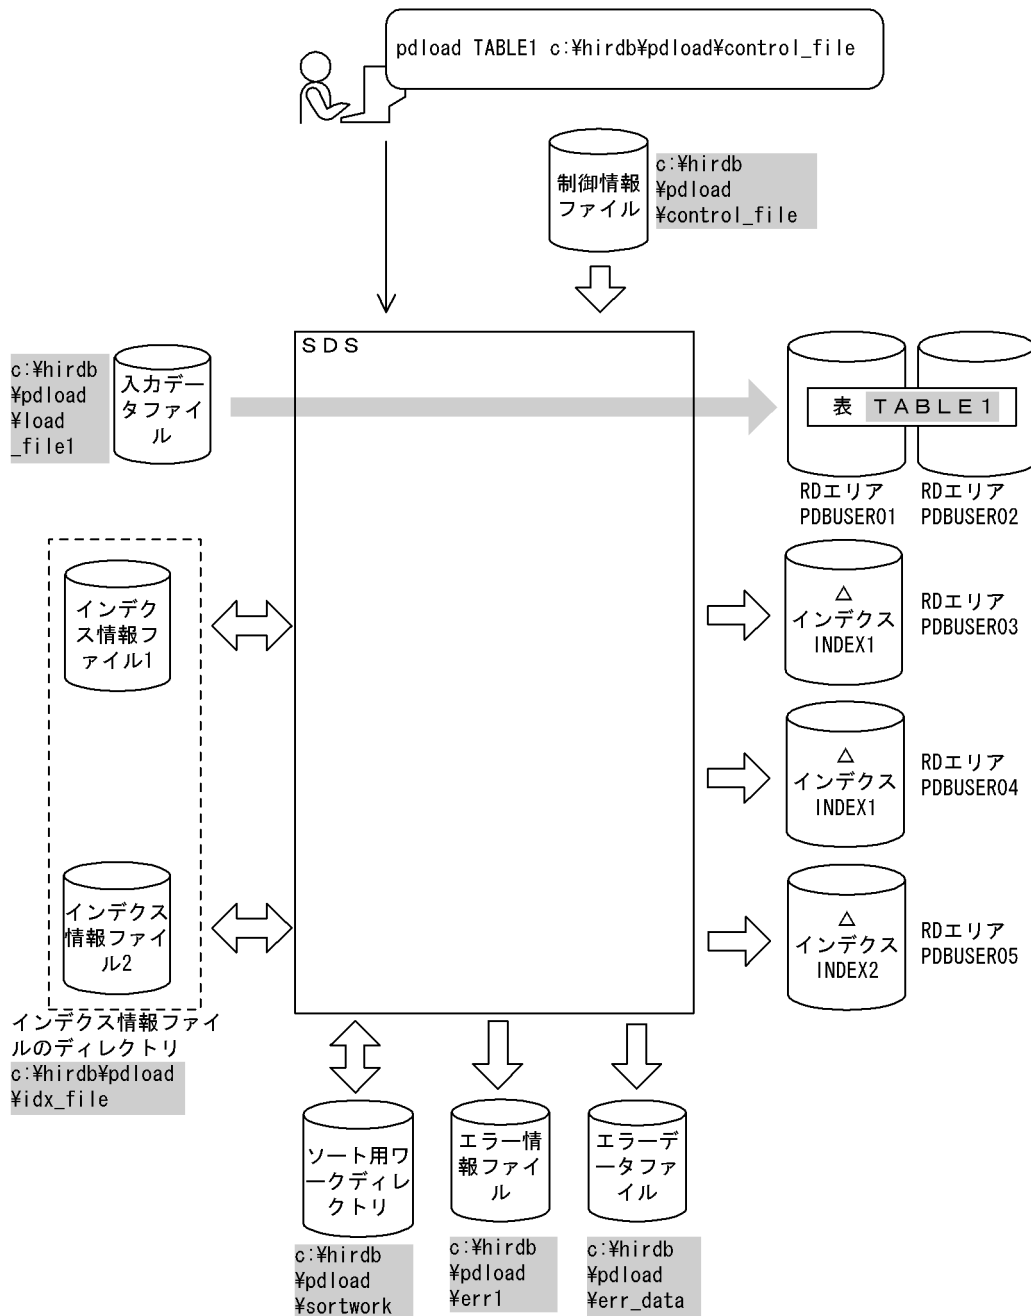 pdload TABLE1 c:¥hirdb¥pdload¥control_file
制御情報
ファイル
c:¥hirdb
¥pdload
¥control_file
SDS
c:¥hirdb
¥pdload
¥load
_file1
入力デー
タファイ
ル
表 TABLE1
RDエリア
PDBUSER01
RDエリア
PDBUSER02
インデク
ス情報フ
ァイル1
△
インデクス
INDEX1
RDエリア
PDBUSER03
△
インデクス
INDEX1
RDエリア
PDBUSER04
インデクス
情報ファイ
ル2
△
インデクス
INDEX2
RDエリア
PDBUSER05
インデクス情報ファイ
ルのディレクトリ
c:¥hirdb¥pdload
¥idx_file
ソート用ワ
ークディレ
クトリ
c:¥hirdb
¥pdload
¥sortwork
エラー情
報ファイ
ル
c:¥hirdb
¥pdload
¥err1
エラーデ
ータファ
イル
c:¥hirdb
¥pdload
¥err_data